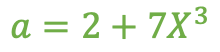 a = 2 + 7X³